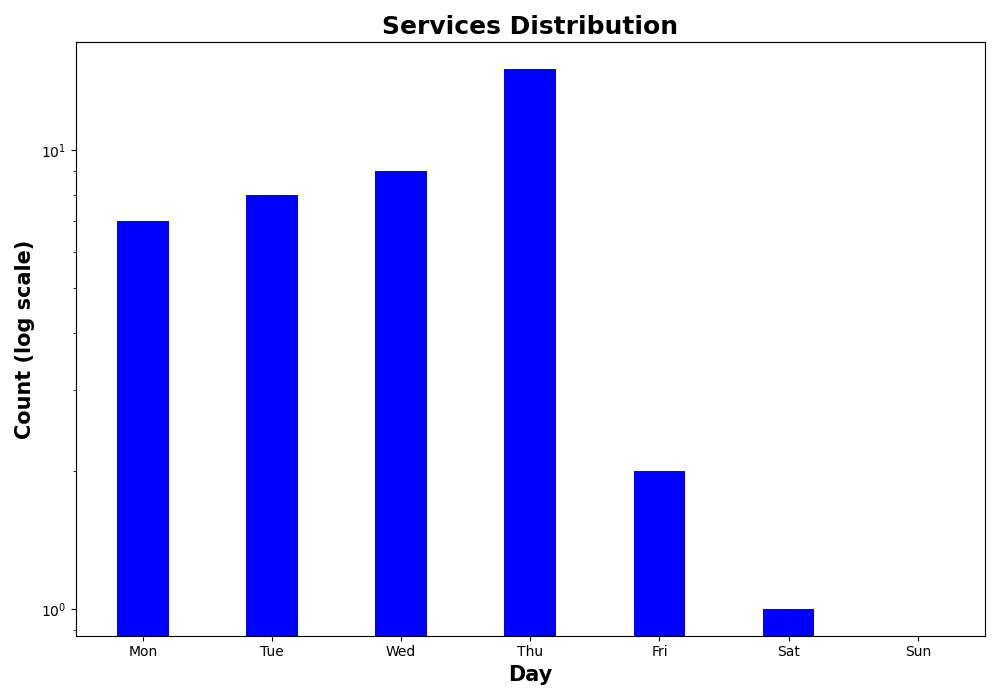 Services Distribution
Count (log scale)
10¹
10⁰
Mon Tue Wed Thu Fri Sat Sun
Day